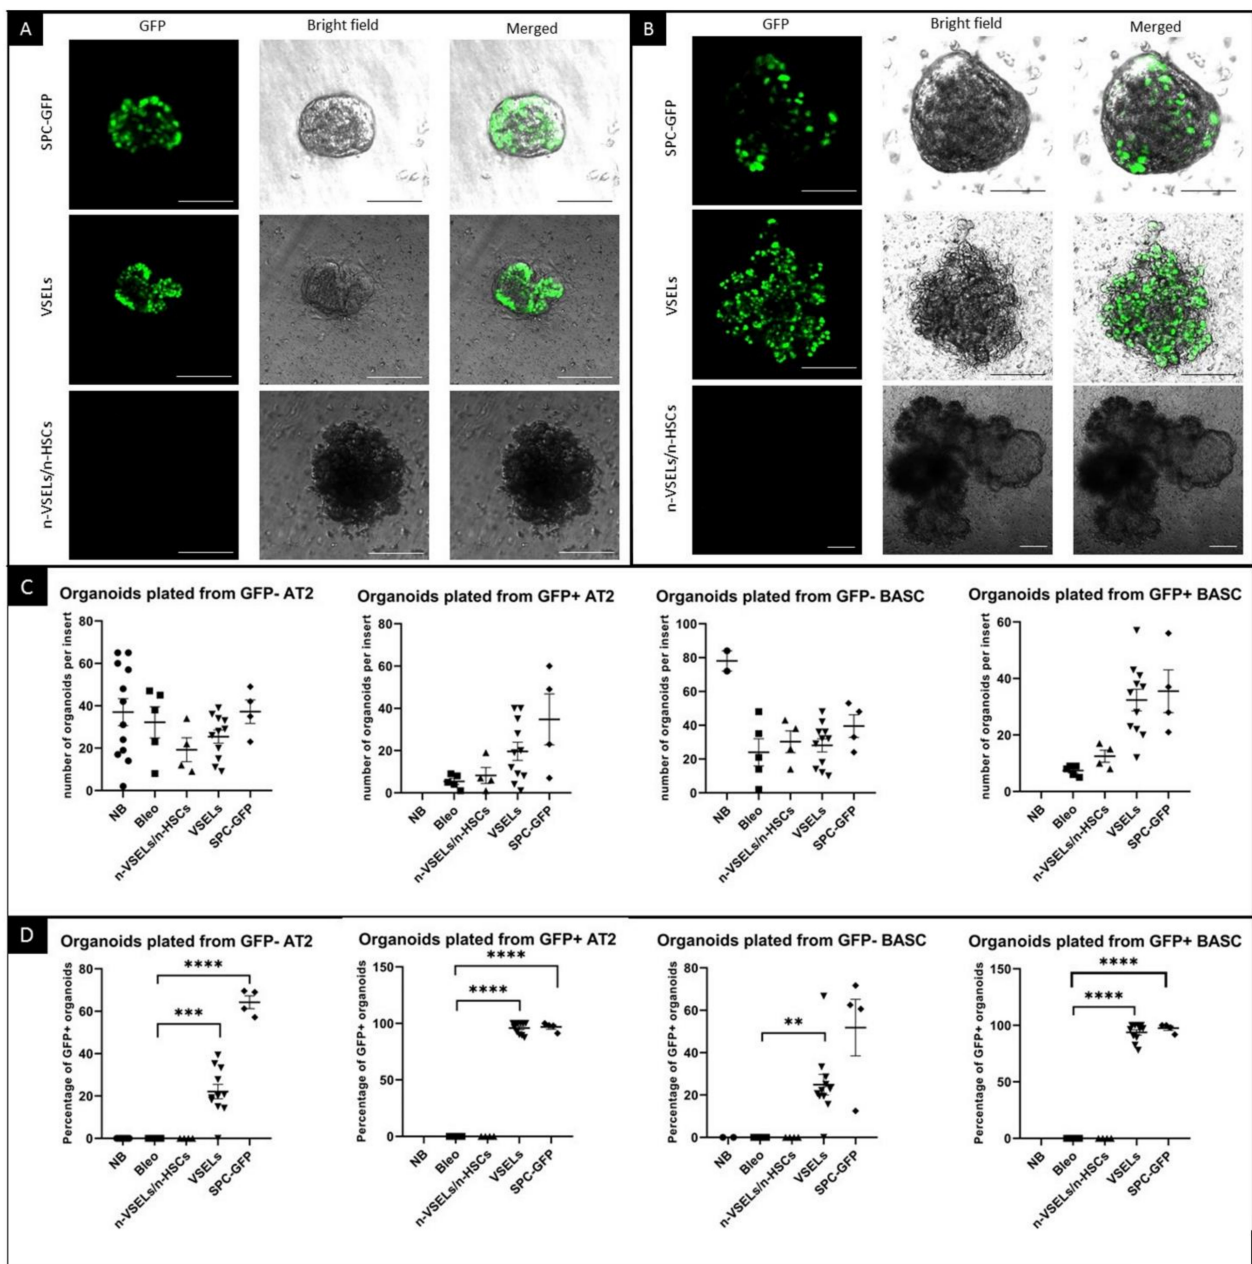 A
GFP
Bright field
Merged
SPC-GFP
VSELs
n-VSELs/n-HSCs
B
GFP
Bright field
Merged
SPC-GFP
VSELs
n-VSELs/n-HSCs
C
Organoids plated from GFP- AT2
number of organoids per insert
80
60
40
20
0
NB
Bleo
n-VSELs/n-HSCs
VSELs
SPC-GFP
Organoids plated from GFP+ AT2
number of organoids per insert
80
60
40
20
0
NB
Bleo
n-VSELs/n-HSCs
VSELs
SPC-GFP
Organoids plated from GFP- BASC
number of organoids per insert
100
80
60
40
20
0
NB
Bleo
n-VSELs/n-HSCs
VSELs
SPC-GFP
Organoids plated from GFP+ BASC
number of organoids per insert
60
40
20
0
NB
Bleo
n-VSELs/n-HSCs
VSELs
SPC-GFP
D
Organoids plated from GFP- AT2
Percentage of GFP+ organoids
80
60
40
20
0
****
***
NB
Bleo
n-VSELs/n-HSCs
VSELs
SPC-GFP
Organoids plated from GFP+ AT2
Percentage of GFP+ organoids
150
100
50
0
****
****
NB
Bleo
n-VSELs/n-HSCs
VSELs
SPC-GFP
Organoids plated from GFP- BASC
Percentage of GFP+ organoids
80
60
40
20
0
**
NB
Bleo
n-VSELs/n-HSCs
VSELs
SPC-GFP
Organoids plated from GFP+ BASC
Percentage of GFP+ organoids
150
100
50
0
****
****
NB
Bleo
n-VSELs/n-HSCs
VSELs
SPC-GFP